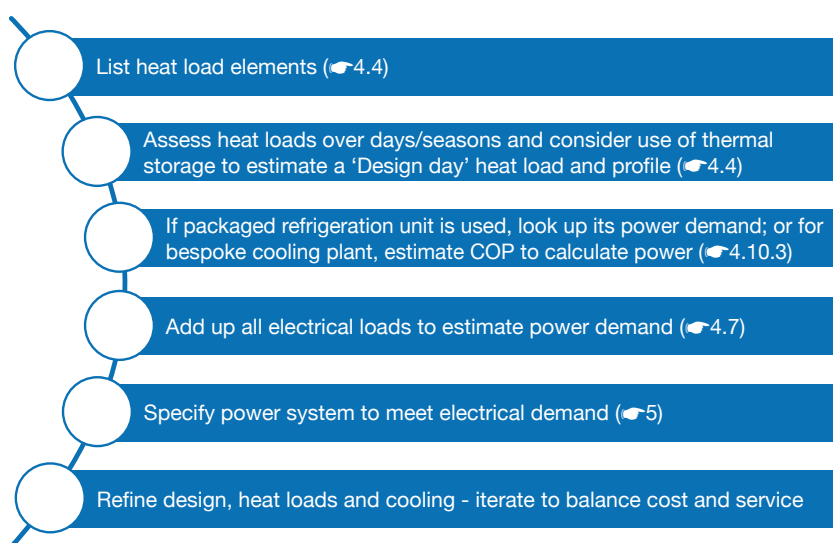 List heat load elements (☛4.4)
Assess heat loads over days/seasons and consider use of thermal
storage to estimate a ‘Design day’ heat load and profile (☛4.4)
If packaged refrigeration unit is used, look up its power demand; or for
bespoke cooling plant, estimate COP to calculate power (☛4.10.3)
Add up all electrical loads to estimate power demand (☛4.7)
Specify power system to meet electrical demand (☛5)
Refine design, heat loads and cooling - iterate to balance cost and service